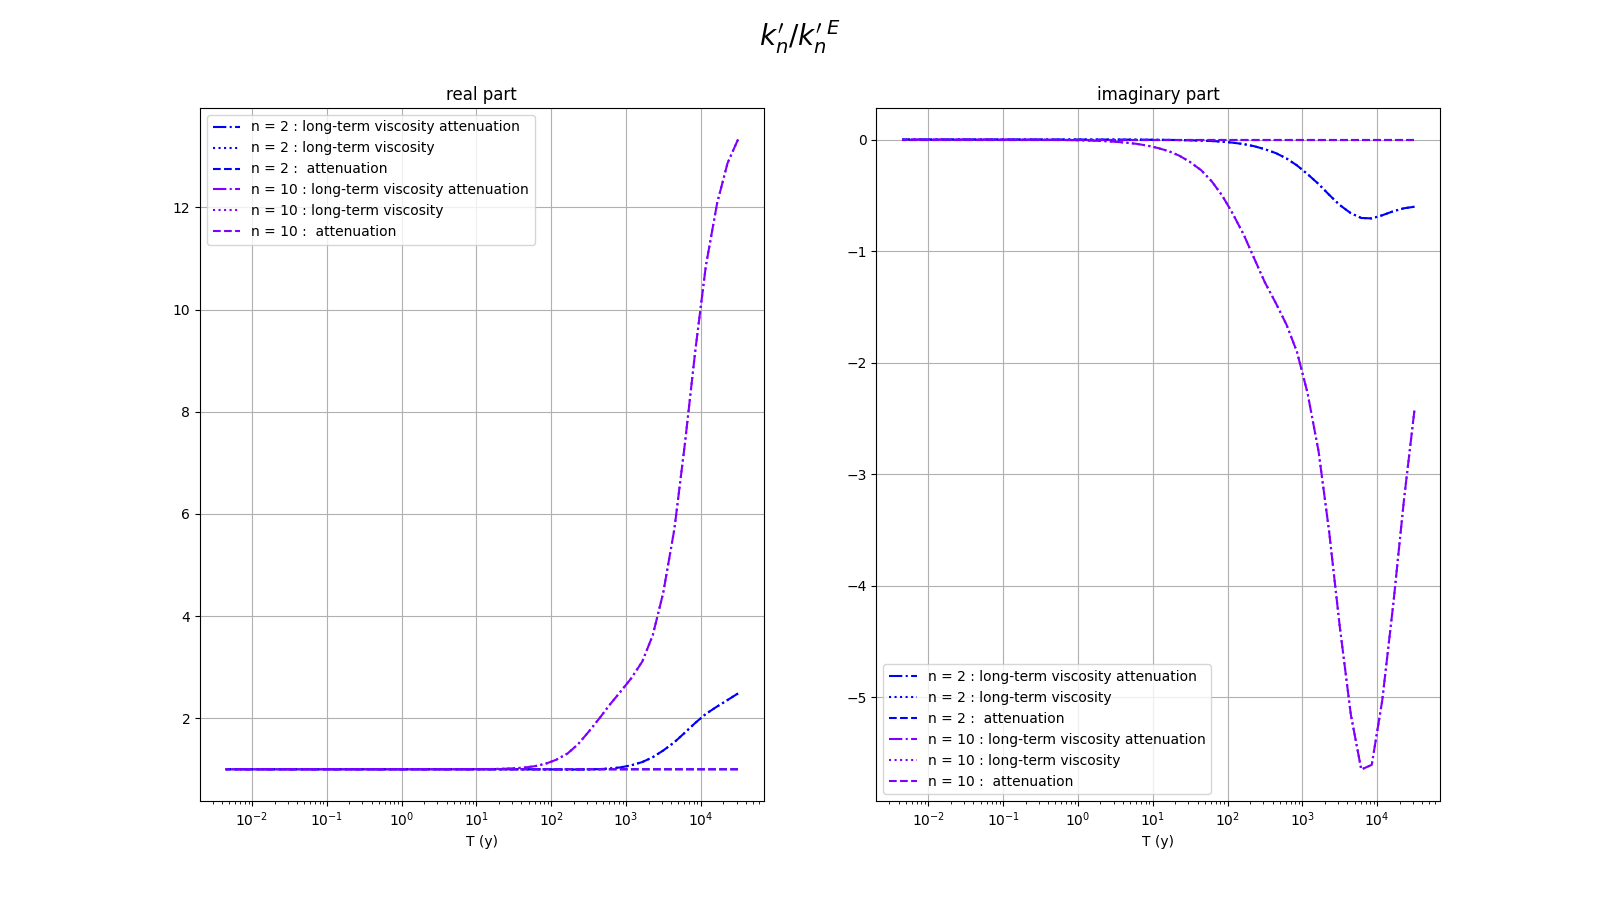 k′ₙ/k′ₙᴱ
real part
n = 2 : long-term viscosity attenuation
n = 2 : long-term viscosity
n = 2 :  attenuation
n = 10 : long-term viscosity attenuation
n = 10 : long-term viscosity
n = 10 :  attenuation
12
10
8
6
4
2
10⁻² 10⁻¹ 10⁰ 10¹ 10² 10³ 10⁴
T (y)
imaginary part
0
−1
−2
−3
−4
−5
n = 2 : long-term viscosity attenuation
n = 2 : long-term viscosity
n = 2 :  attenuation
n = 10 : long-term viscosity attenuation
n = 10 : long-term viscosity
n = 10 :  attenuation
10⁻² 10⁻¹ 10⁰ 10¹ 10² 10³ 10⁴
T (y)